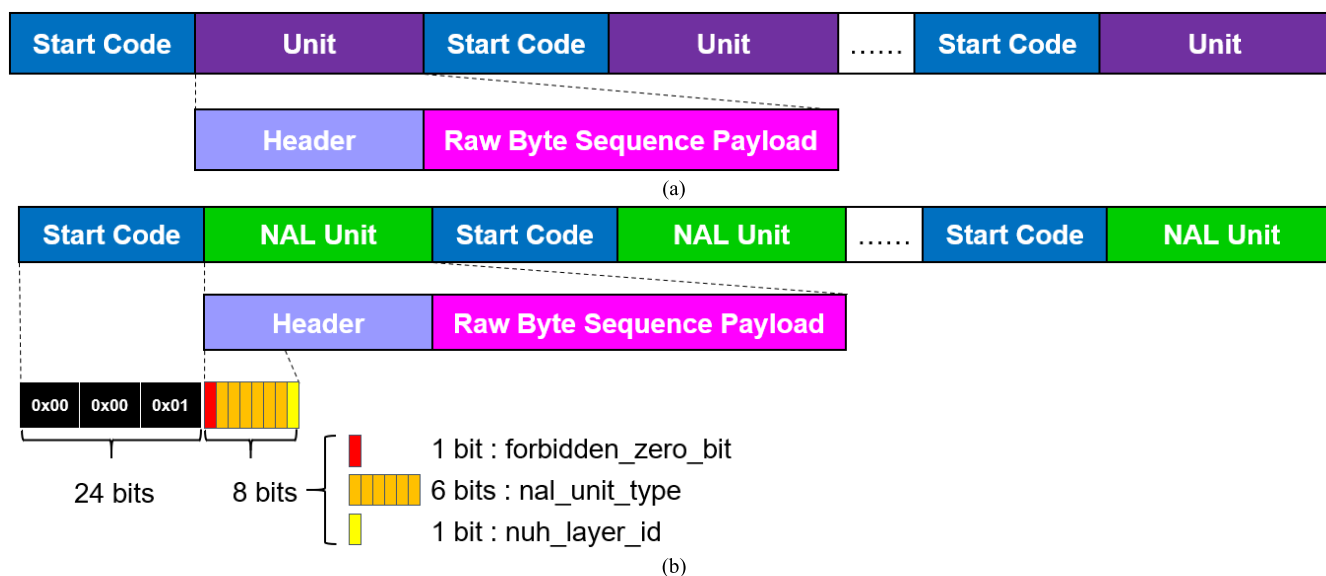 Start Code Unit Start Code Unit ...... Start Code Unit
Header Raw Byte Sequence Payload
(a)
Start Code NAL Unit Start Code NAL Unit ...... Start Code NAL Unit
Header Raw Byte Sequence Payload
0x00 0x00 0x01
1 bit : forbidden_zero_bit
24 bits 8 bits 6 bits : nal_unit_type
1 bit : nuh_layer_id
(b)